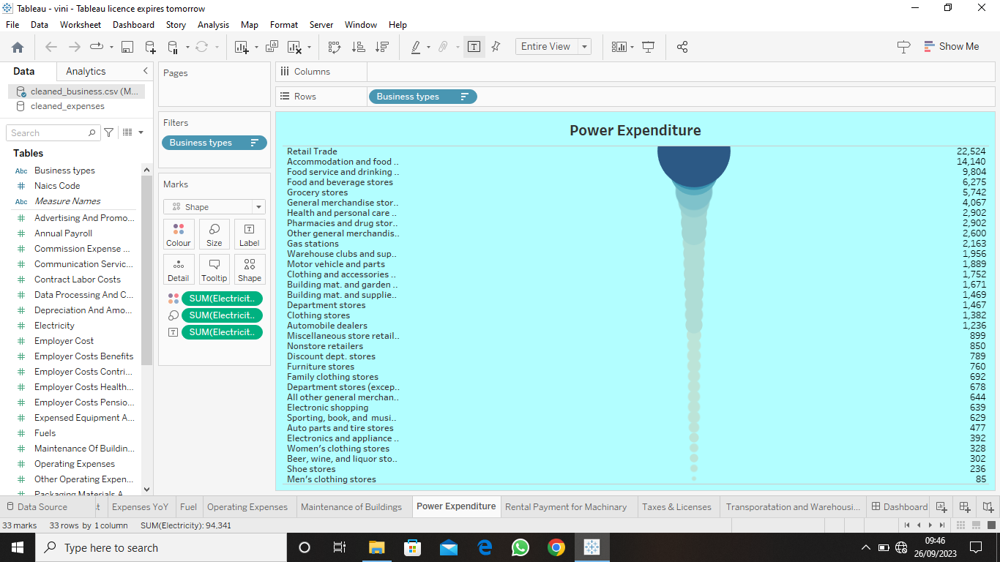 Tableau - vini - Tableau licence expires tomorrow
File Data Worksheet Dashboard Story Analysis Map Format Server Window Help
Entire View
Show Me
Data Analytics
cleaned_business.csv (M...
cleaned_expenses
Search
Tables
Abc Business types
# Naics Code
Abc Measure Names
# Advertising And Promo...
# Annual Payroll
# Commission Expense ...
# Communication Servic...
# Contract Labor Costs
# Data Processing And C...
# Depreciation And Amo...
# Electricity
# Employer Cost
# Employer Costs Benefits
# Employer Costs Contri...
# Employer Costs Health...
# Employer Costs Pensio...
# Expensed Equipment A...
# Fuels
# Maintenance Of Buildin...
# Operating Expenses
# Other Operating Expen...
# Packaging Materials A...
Pages
Filters
Business types
Marks
Shape
Colour Size Label
Detail Tooltip Shape
SUM(Electricit..
SUM(Electricit..
SUM(Electricit..
Columns
Rows Business types
Power Expenditure
Retail Trade 22,524
Accommodation and food .. 14,140
Food service and drinking .. 9,804
Food and beverage stores 6,275
Grocery stores 5,742
General merchandise stor.. 4,067
Health and personal care .. 2,902
Pharmacies and drug stor.. 2,902
Other general merchandis.. 2,600
Gas stations 2,163
Warehouse clubs and sup.. 1,956
Motor vehicle and parts 1,889
Clothing and accessories .. 1,752
Building mat. and garden .. 1,671
Building mat. and supplie.. 1,469
Department stores 1,467
Clothing stores 1,382
Automobile dealers 1,236
Miscellaneous store retail.. 899
Nonstore retailers 850
Discount dept. stores 789
Furniture stores 760
Family clothing stores 692
Department stores (excep.. 678
All other general merchan.. 644
Electronic shopping 639
Sporting, book, and musi.. 629
Auto parts and tire stores 477
Electronics and appliance .. 392
Women's clothing stores 328
Beer, wine, and liquor sto.. 302
Shoe stores 236
Men's clothing stores 85
Data Source :t Expenses YoY Fuel Operating Expenses Maintenance of Buildings Power Expenditure Rental Payment for Machinery Taxes & Licenses Transporatation and Warehousi... Dashboard
33 marks 33 rows by 1 column SUM(Electricity): 94,341
Type here to search
09:46
26/09/2023